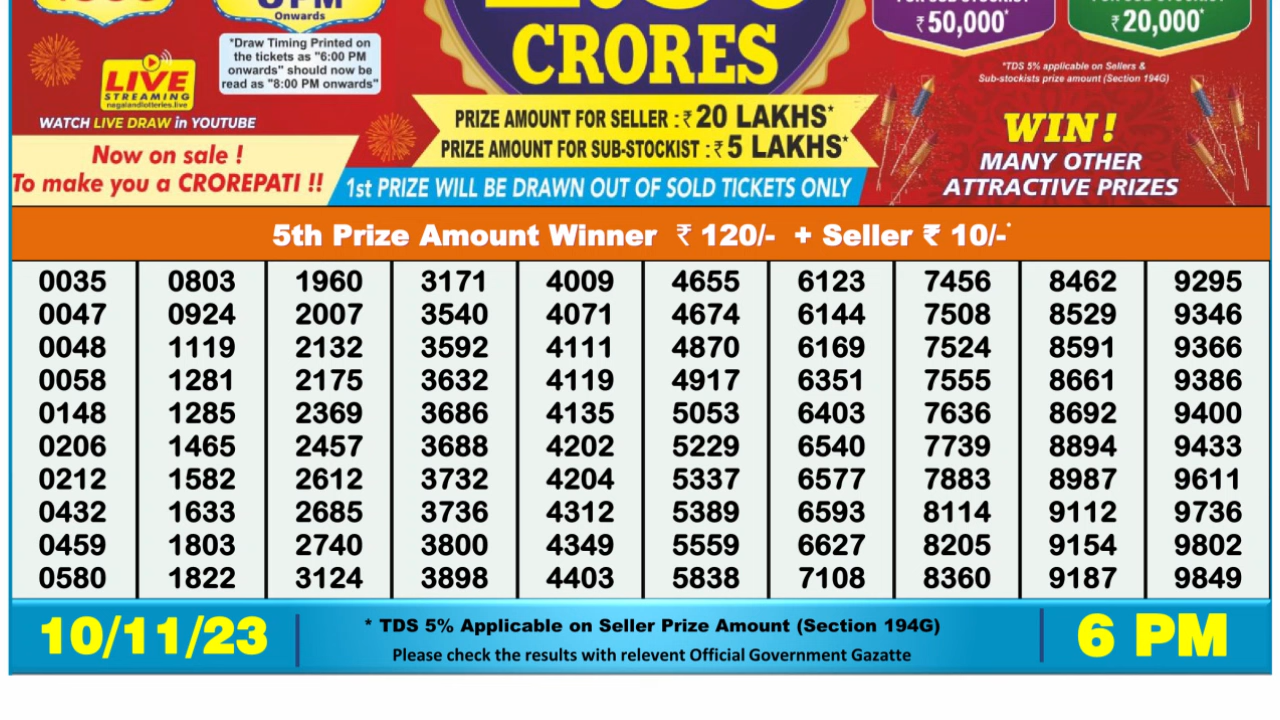 8 PM
Onwards
*Draw Timing Printed on
the tickets as "6:00 PM
onwards" should now be
read as "8:00 PM onwards"
LIVE
STREAMING
nagalandlotteries.live
WATCH LIVE DRAW in YOUTUBE
Now on sale !
To make you a CROREPATI !!
CRORES
PRIZE AMOUNT FOR SELLER : ₹ 20 LAKHS*
PRIZE AMOUNT FOR SUB-STOCKIST : ₹ 5 LAKHS*
1st PRIZE WILL BE DRAWN OUT OF SOLD TICKETS ONLY
FOR SUB-STOCKIST
₹ 50,000*
FOR SUB-STOCKIST
₹ 20,000*
*TDS 5% applicable on Sellers &
Sub-stockists prize amount (Section 194G)
WIN !
MANY OTHER
ATTRACTIVE PRIZES
5th Prize Amount Winner ₹ 120/- + Seller ₹ 10/-*
0035 0803 1960 3171 4009 4655 6123 7456 8462 9295
0047 0924 2007 3540 4071 4674 6144 7508 8529 9346
0048 1119 2132 3592 4111 4870 6169 7524 8591 9366
0058 1281 2175 3632 4119 4917 6351 7555 8661 9386
0148 1285 2369 3686 4135 5053 6403 7636 8692 9400
0206 1465 2457 3688 4202 5229 6540 7739 8894 9433
0212 1582 2612 3732 4204 5337 6577 7883 8987 9611
0432 1633 2685 3736 4312 5389 6593 8114 9112 9736
0459 1803 2740 3800 4349 5559 6627 8205 9154 9802
0580 1822 3124 3898 4403 5838 7108 8360 9187 9849
10/11/23
* TDS 5% Applicable on Seller Prize Amount (Section 194G)
Please check the results with relevent Official Government Gazatte
6 PM